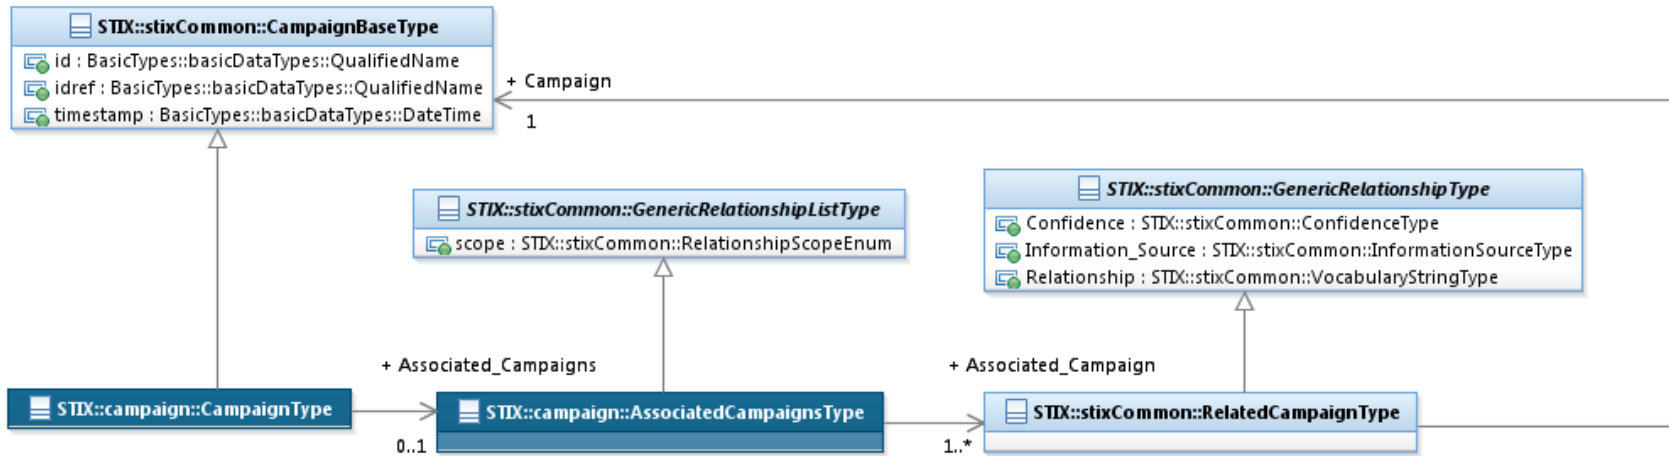 STIX::stixCommon::CampaignBaseType
id : BasicTypes::basicDataTypes::QualifiedName
idref : BasicTypes::basicDataTypes::QualifiedName
timestamp : BasicTypes::basicDataTypes::DateTime
+ Campaign
1
STIX::stixCommon::GenericRelationshipListType
scope : STIX::stixCommon::RelationshipScopeEnum
STIX::stixCommon::GenericRelationshipType
Confidence : STIX::stixCommon::ConfidenceType
Information_Source : STIX::stixCommon::InformationSourceType
Relationship : STIX::stixCommon::VocabularyStringType
+ Associated_Campaigns
+ Associated_Campaign
STIX::campaign::CampaignType
STIX::campaign::AssociatedCampaignsType
STIX::stixCommon::RelatedCampaignType
0..1
1..*